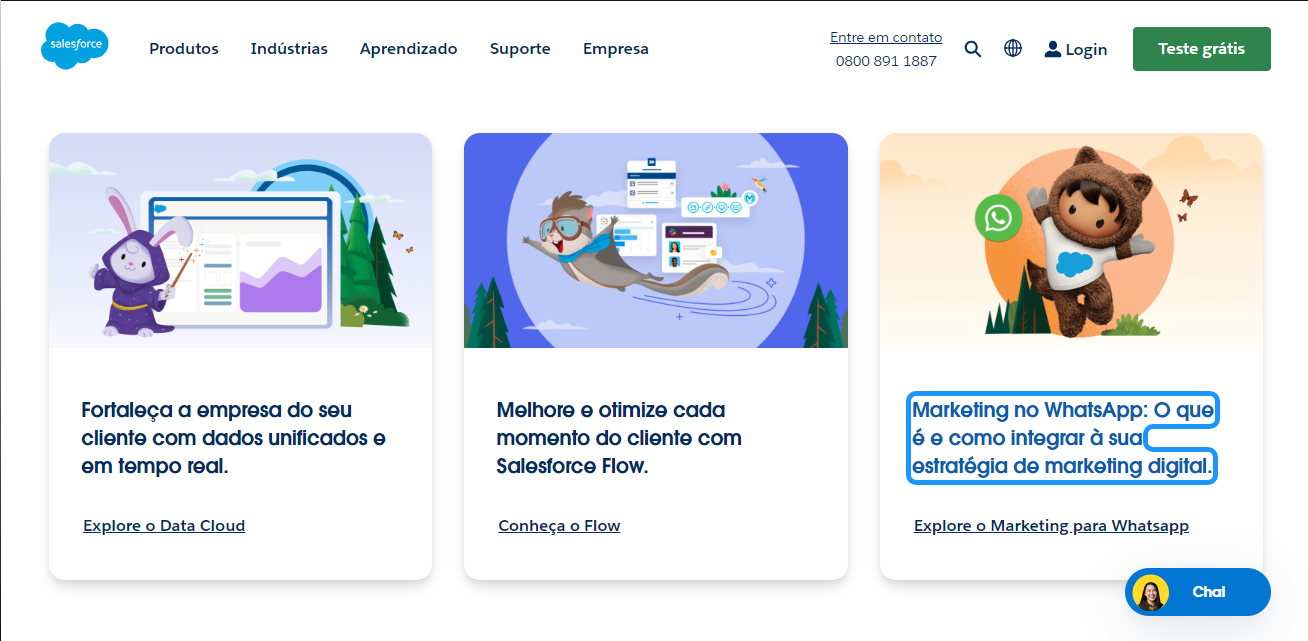 salesforce
Produtos
Indústrias
Aprendizado
Suporte
Empresa
Entre em contato
0800 891 1887
Login
Teste grátis
Fortaleça a empresa do seu
cliente com dados unificados e
em tempo real.
Explore o Data Cloud
Melhore e otimize cada
momento do cliente com
Salesforce Flow.
Conheça o Flow
Marketing no WhatsApp: O que
é e como integrar à sua
estratégia de marketing digital.
Explore o Marketing para Whatsapp
Chat